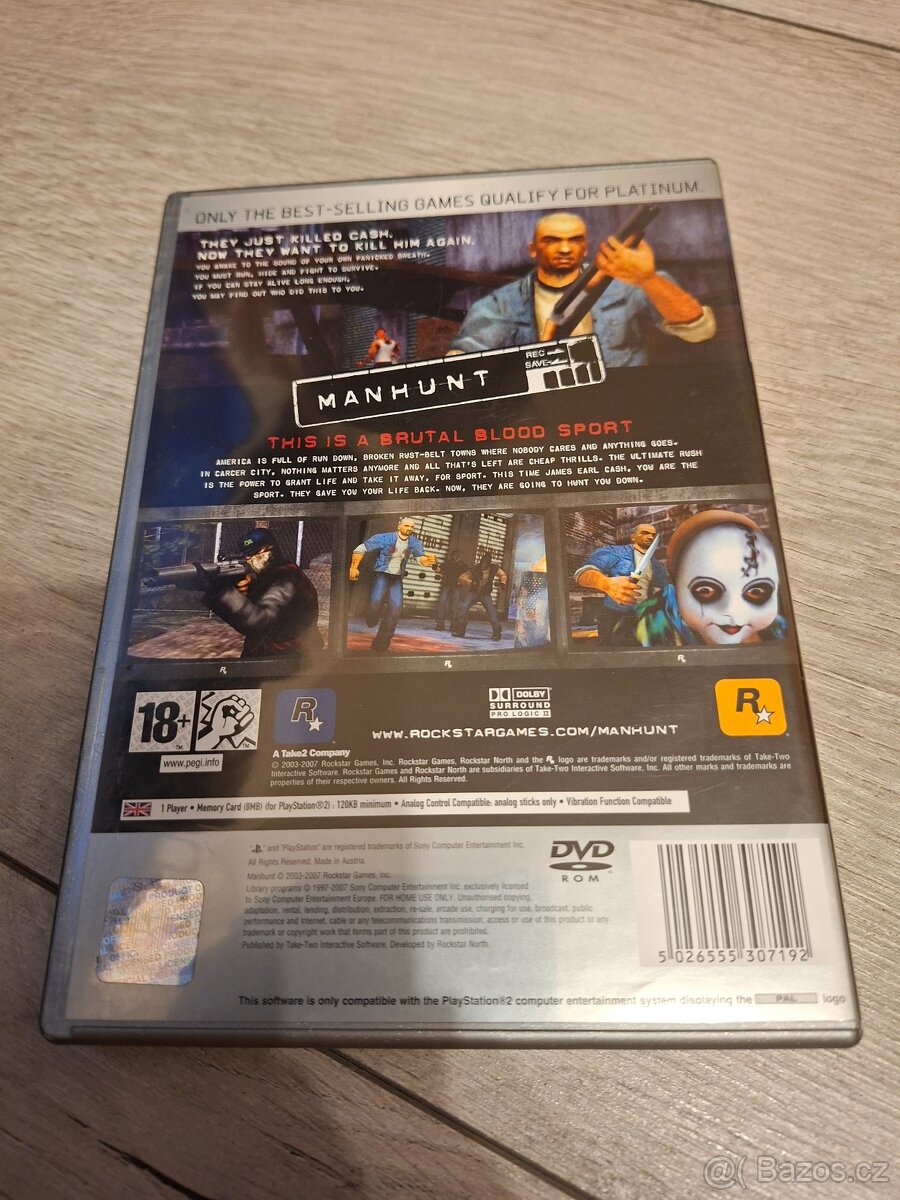 ONLY THE BEST-SELLING GAMES QUALIFY FOR PLATINUM.
THEY JUST KILLED CASH.
NOW THEY WANT TO KILL HIM AGAIN.
YOU AWAKE TO THE SOUND OF YOUR OWN PANICKED BREATH.
YOU MUST RUN, HIDE AND FIGHT TO SURVIVE.
IF YOU CAN STAY ALIVE LONG ENOUGH,
YOU MAY FIND OUT WHO DID THIS TO YOU.
REC
SAVE
MANHUNT
THIS IS A BRUTAL BLOOD SPORT
AMERICA IS FULL OF RUN DOWN, BROKEN RUST-BELT TOWNS WHERE NOBODY CARES AND ANYTHING GOES.
IN CARCER CITY, NOTHING MATTERS ANYMORE AND ALL THAT'S LEFT ARE CHEAP THRILLS. THE ULTIMATE RUSH
IS THE POWER TO GRANT LIFE AND TAKE IT AWAY, FOR SPORT. THIS TIME JAMES EARL CASH, YOU ARE THE
SPORT. THEY GAVE YOU YOUR LIFE BACK. NOW, THEY ARE GOING TO HUNT YOU DOWN.
18+
www.pegi.info
R
A Take2 Company
DOLBY
SURROUND
PRO LOGIC II
WWW.ROCKSTARGAMES.COM/MANHUNT
R
© 2003-2007 Rockstar Games, Inc. Rockstar Games, Rockstar North and the R logo are trademarks and/or registered trademarks of Take-Two
Interactive Software. Rockstar Games and Rockstar North are subsidiaries of Take-Two Interactive Software, Inc. All other marks and trademarks are
properties of their respective owners. All Rights Reserved.
1 Player • Memory Card (8MB) (for PlayStation®2) : 120KB minimum • Analog Control Compatible: analog sticks only • Vibration Function Compatible
" " and "PlayStation" are registered trademarks of Sony Computer Entertainment Inc.
All Rights Reserved. Made in Austria.
Manhunt © 2003-2007 Rockstar Games, Inc.
Library programs © 1997-2007 Sony Computer Entertainment Inc. exclusively licensed
to Sony Computer Entertainment Europe. FOR HOME USE ONLY. Unauthorised copying,
adaptation, rental, lending, distribution, extraction, re-sale, arcade use, charging for use, broadcast, public
performance and internet, cable or any telecommunications transmission, access or use of this product or any
trademark or copyright work that forms part of this product are prohibited.
Published by Take-Two Interactive Software. Developed by Rockstar North.
DVD
ROM
5 026555 307192
This software is only compatible with the PlayStation®2 computer entertainment system displaying the PAL logo
@( Bazos.cz